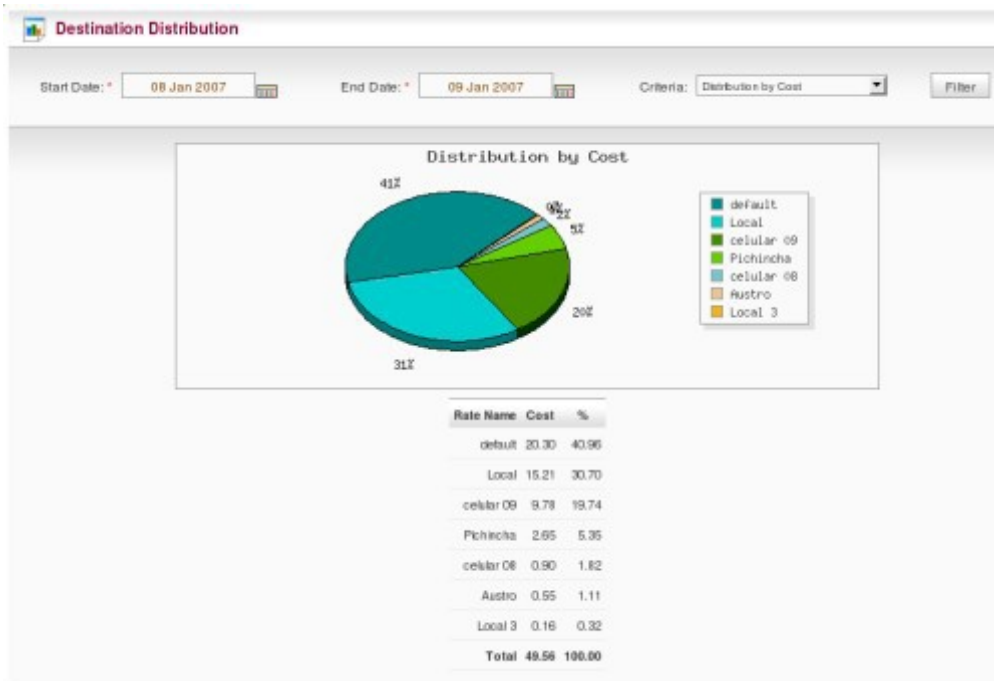 Destination Distribution
Start Date: * 08 Jan 2007 End Date: * 09 Jan 2007 Criteria: Distribution by Cost Filter
Distribution by Cost
41%
2%
5%
20%
31%
default
Local
celular 09
Pichincha
celular 08
Austro
Local 3
Rate Name Cost %
default 20.30 40.96
Local 15.21 30.70
celular 09 9.78 19.74
Pichincha 2.65 5.35
celular 08 0.90 1.82
Austro 0.55 1.11
Local 3 0.16 0.32
Total 49.56 100.00